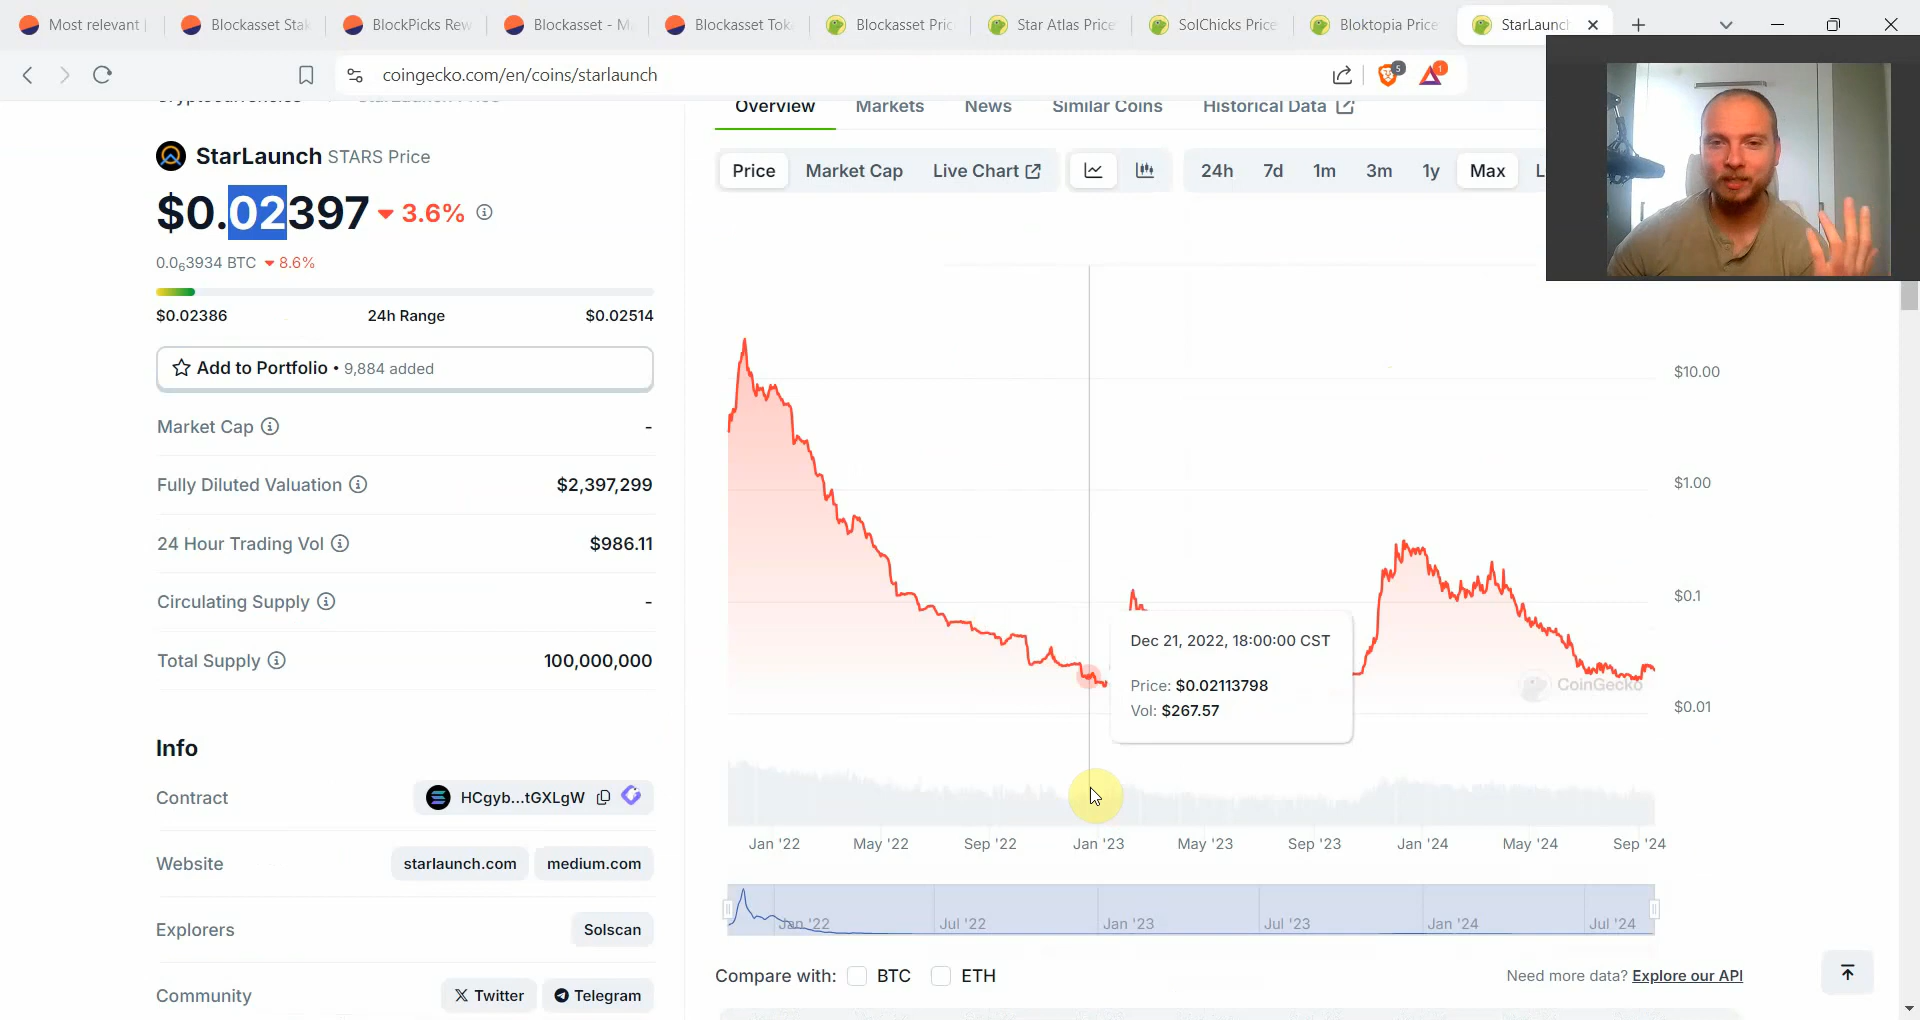 Most relevant
Blockasset Stak
BlockPicks Rew
Blockasset - M
Blockasset Tok
Blockasset Pric
Star Atlas Price
SolChicks Price
Bloktopia Price
StarLaunch
coingecko.com/en/coins/starlaunch
5
1
Cryptocurrencies
StarLaunch Price
Overview
Markets
News
Similar Coins
Historical Data
StarLaunch STARS Price
$0.02397 3.6%
0.0₆3934 BTC 8.6%
$0.02386
24h Range
$0.02514
Add to Portfolio • 9,884 added
Market Cap
-
Fully Diluted Valuation
$2,397,299
24 Hour Trading Vol
$986.11
Circulating Supply
-
Total Supply
100,000,000
Info
Contract
HCgyb...tGXLgW
Website
starlaunch.com
medium.com
Explorers
Solscan
Community
Twitter
Telegram
Price
Market Cap
Live Chart
24h
7d
1m
3m
1y
Max
L
$10.00
$1.00
$0.1
$0.01
Dec 21, 2022, 18:00:00 CST
Price: $0.02113798
Vol: $267.57
CoinGecko
Jan '22
May '22
Sep '22
Jan '23
May '23
Sep '23
Jan '24
May '24
Sep '24
Jan '22
Jul '22
Jan '23
Jul '23
Jan '24
Jul '24
Compare with:
BTC
ETH
Need more data? Explore our API